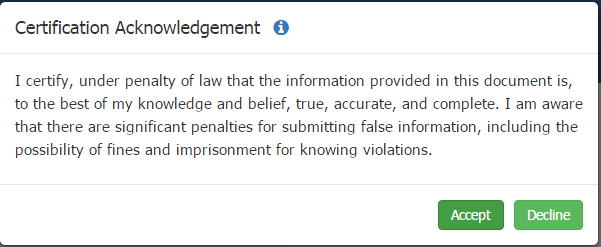 Certification Acknowledgement
I certify, under penalty of law that the information provided in this document is,
to the best of my knowledge and belief, true, accurate, and complete. I am aware
that there are significant penalties for submitting false information, including the
possibility of fines and imprisonment for knowing violations.
Accept Decline